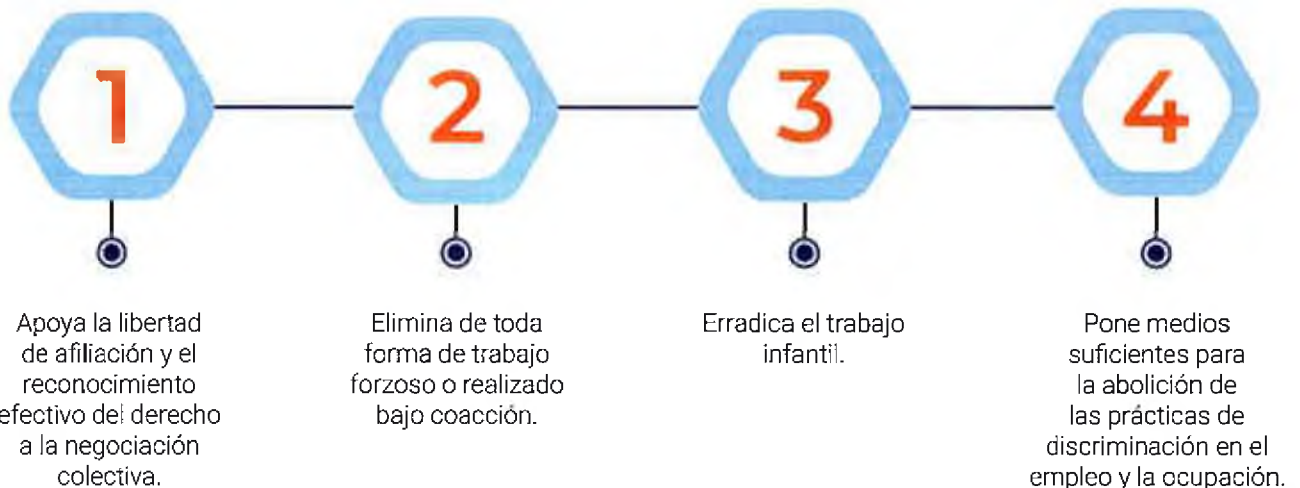 1
2
3
4
Apoya la libertad
de afiliación y el
reconocimiento
efectivo del derecho
a la negociación
colectiva.
Elimina de toda
forma de trabajo
forzoso o realizado
bajo coacción.
Erradica el trabajo
infantil.
Pone medios
suficientes para
la abolición de
las prácticas de
discriminación en el
empleo y la ocupación.